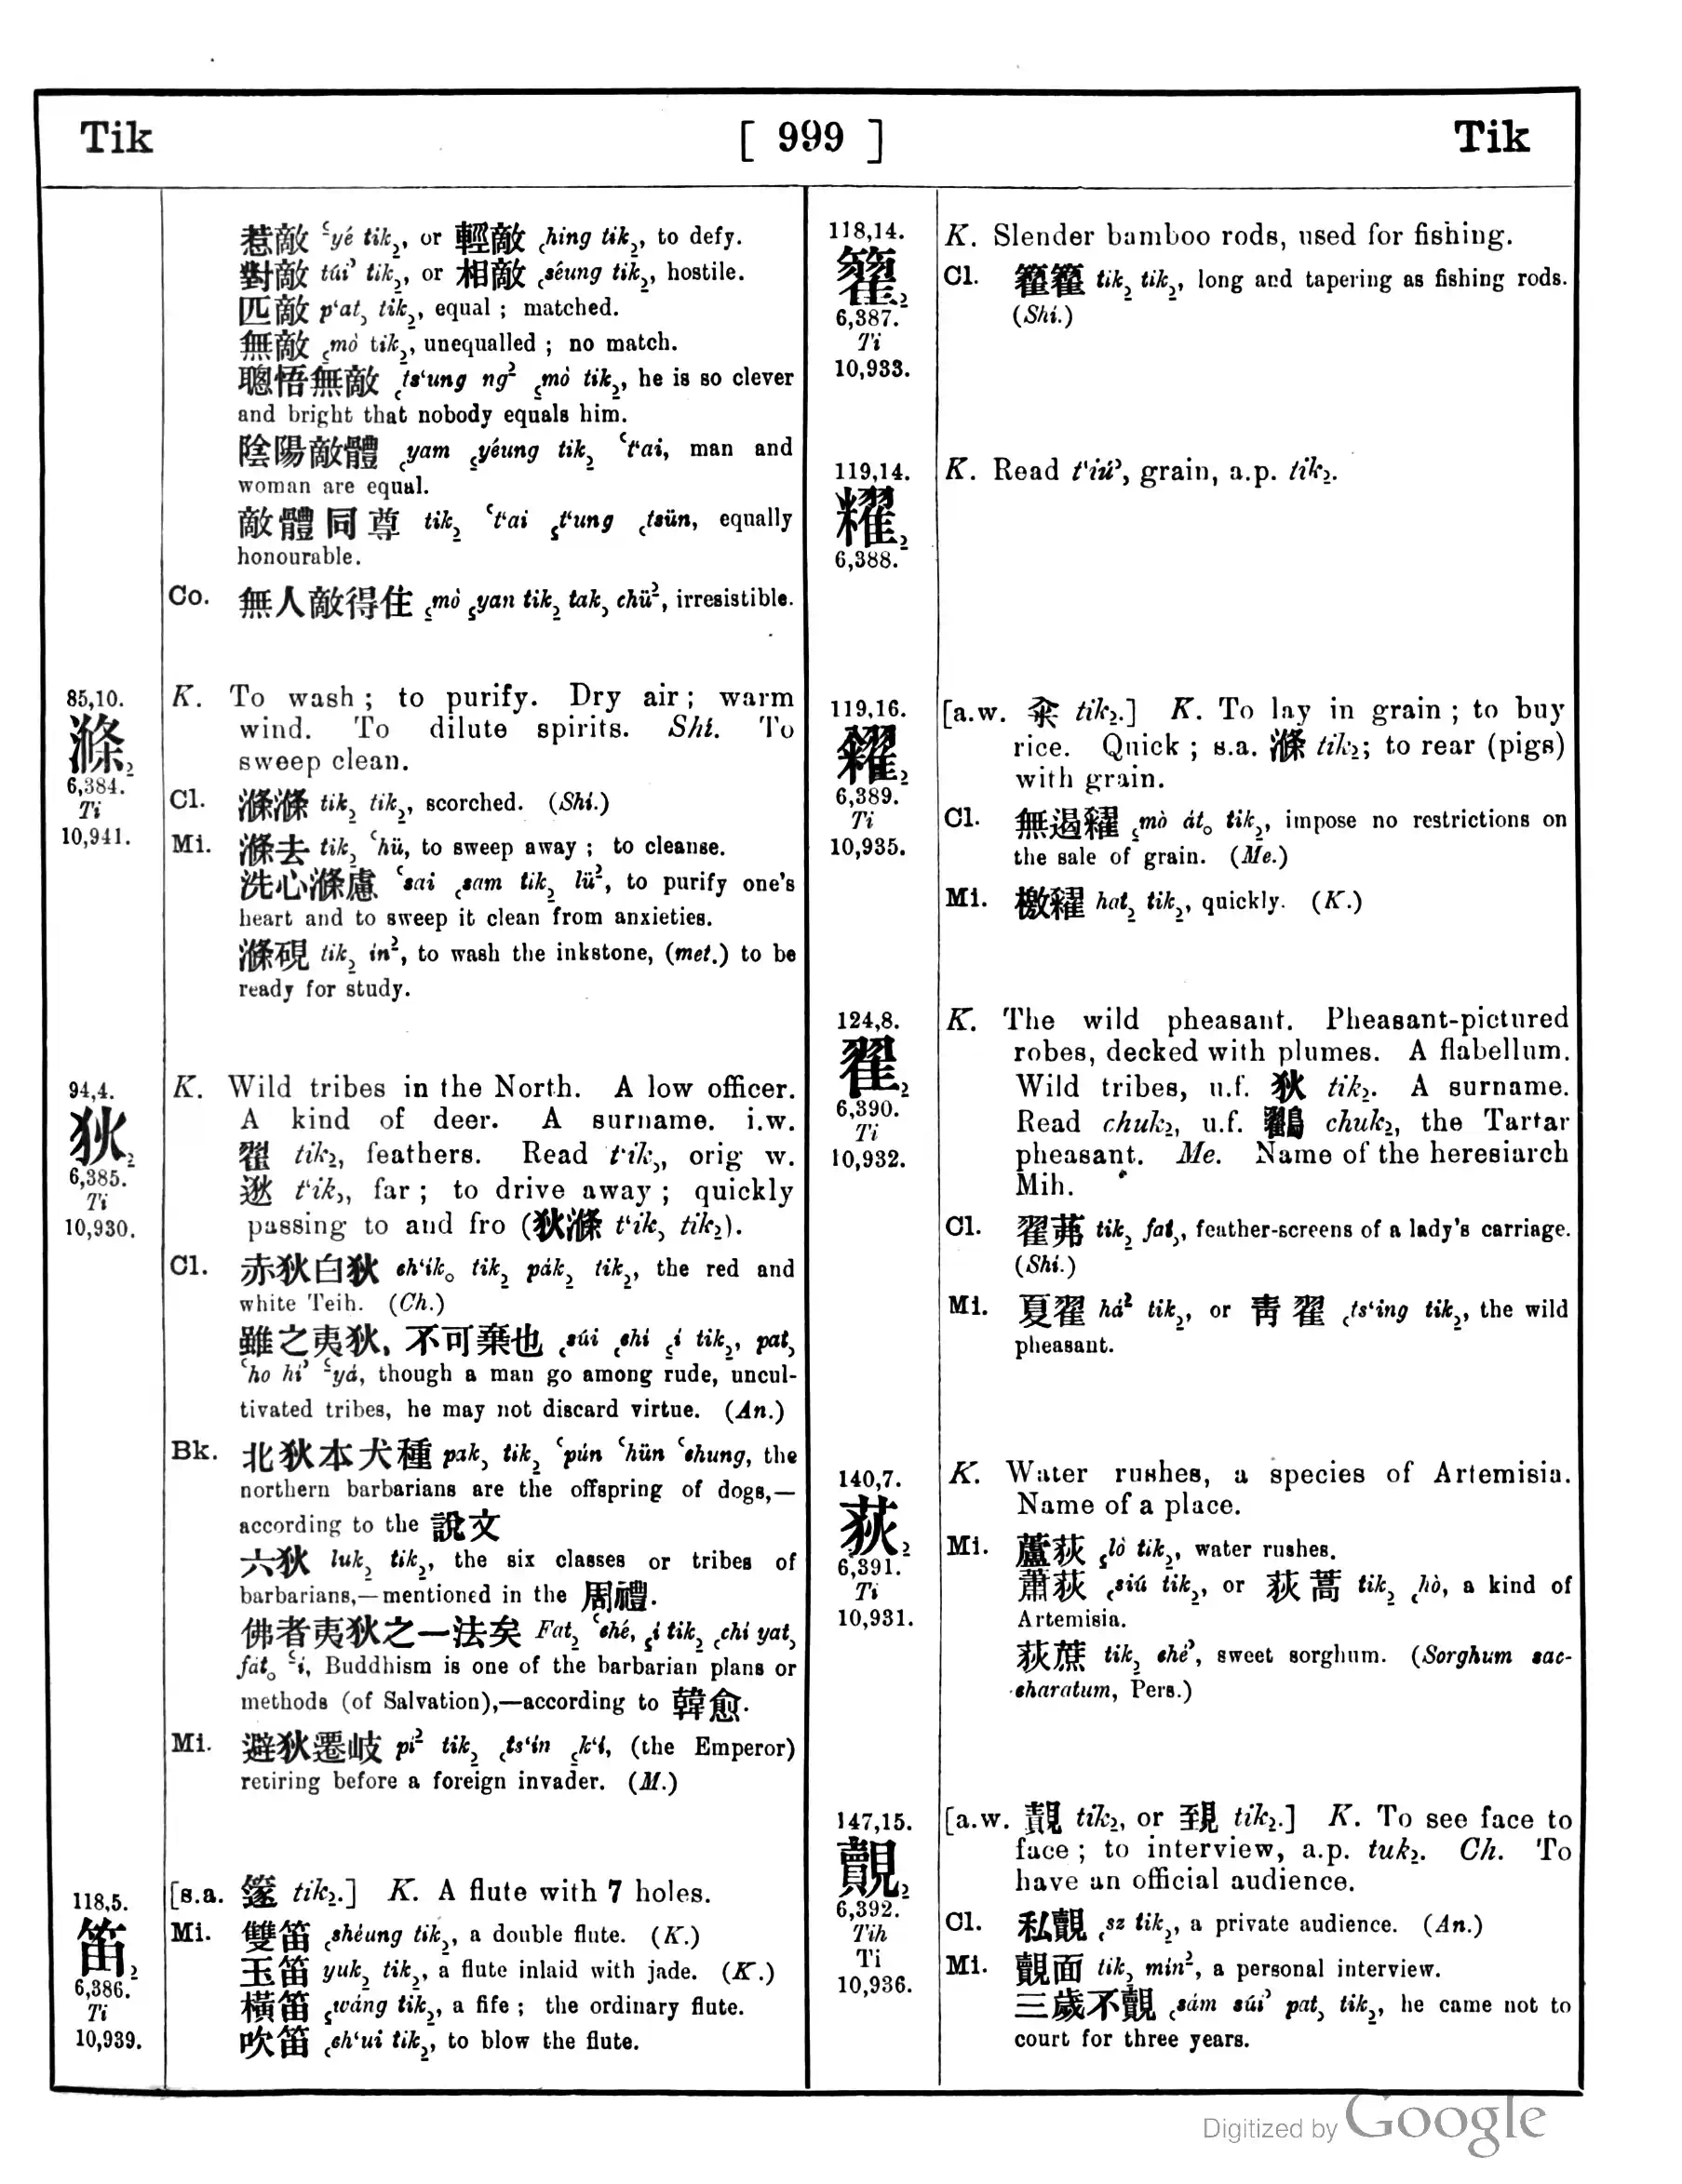 Tik [ 999 ] Tik
惹敵 ⁵yé tik₂, or 輕敵 ₍hing tik₂, to defy.
對敵 túi⁾ tik₂, or 相敵 ₍séung tik₂, hostile.
匹敵 p‘at₎ tik₂, equal ; matched.
無敵 ₍mò tik₂, unequalled ; no match.
聰悟無敵 ₍ts‘ung ng² ₍mò tik₂, he is so clever
and bright that nobody equals him.
陰陽敵體 ₍yam ₍yéung tik₂ ⁽t‘ai, man and
woman are equal.
敵體同尊 tik₂ ⁽t‘ai ₍t‘ung ₍tsün, equally
honourable.
Co. 無人敵得住 ₍mò ₍yan tik₂ tak₎ chü², irresistible.
85,10.
滌₂
6,384.
Ti
10,941.
K. To wash ; to purify. Dry air ; warm
wind. To dilute spirits. Shi. To
sweep clean.
Cl. 滌滌 tik₂ tik₂, scorched. (Shi.)
Mi. 滌去 tik₂ ⁽hü, to sweep away ; to cleanse.
洗心滌慮 ⁽sai ₍sam tik₂ lü², to purify one's
heart and to sweep it clean from anxieties.
滌硯 tik₂ ín², to wash the inkstone, (met.) to be
ready for study.
94,4.
狄₂
6,385.
Ti
10,930.
K. Wild tribes in the North. A low officer.
A kind of deer. A surname. i.w.
翟 tik₂, feathers. Read t‘ik₎, orig w.
逖 t‘ik₎, far ; to drive away ; quickly
passing to and fro (狄滌 t‘ik₎ tik₂).
Cl. 赤狄白狄 ch‘ik₀ tik₂ pák₂ tik₂, the red and
white Teih. (Ch.)
雖之夷狄, 不可棄也 ₍súi ₍chi ₍í tik₂, pat₎
⁽ho hí⁾ ⁵yá, though a man go among rude, uncul-
tivated tribes, he may not discard virtue. (An.)
Bk. 北狄本犬種 pak₎ tik₂ ⁽pún ⁽hün ⁽chung, the
northern barbarians are the offspring of dogs,—
according to the 說文
六狄 luk₂ tik₂, the six classes or tribes of
barbarians,—mentioned in the 周禮.
佛者夷狄之一法矣 Fat₂ ⁽ché, ₍í tik₂ ₍chi yat₎
fát₀ ⁵í, Buddhism is one of the barbarian plans or
methods (of Salvation),—according to 韓愈.
Mi. 避狄遷岐 pí² tik₂ ₍ts‘in ₍k‘í, (the Emperor)
retiring before a foreign invader. (M.)
118,5.
笛₂
6,386.
Ti
10,939.
[s.a. 篴 tik₂.] K. A flute with 7 holes.
Mi. 雙笛 ₍shéung tik₂, a double flute. (K.)
玉笛 yuk₂ tik₂, a flute inlaid with jade. (K.)
橫笛 ₍wáng tik₂, a fife ; the ordinary flute.
吹笛 ₍ch‘ui tik₂, to blow the flute.
118,14.
籊₂
6,387.
Ti
10,933.
K. Slender bamboo rods, used for fishing.
Cl. 籊籊 tik₂ tik₂, long and tapering as fishing rods.
(Shi.)
119,14.
糶₂
6,388.
K. Read t‘iú⁾, grain, a.p. tik₂.
119,16.
糴₂
6,389.
Ti
10,935.
[a.w. 籴 tik₂.] K. To lay in grain ; to buy
rice. Quick ; s.a. 滌 tik₂; to rear (pigs)
with grain.
Cl. 無遏糴 ₍mò át₀ tik₂, impose no restrictions on
the sale of grain. (Me.)
Mi. 檄糴 hat₂ tik₂, quickly. (K.)
124,8.
翟₂
6,390.
Ti
10,932.
K. The wild pheasant. Pheasant-pictured
robes, decked with plumes. A flabellum.
Wild tribes, u.f. 狄 tik₂. A surname.
Read chuk₂, u.f. 鸐 chuk₂, the Tartar
pheasant. Me. Name of the heresiarch
Mih.
Cl. 翟茀 tik₂ fat₎, feather-screens of a lady's carriage.
(Shi.)
Mi. 夏翟 há² tik₂, or 靑翟 ₍ts‘ing tik₂, the wild
pheasant.
140,7.
荻₂
6,391.
Ti
10,931.
K. Water rushes, a species of Artemisia.
Name of a place.
Mi. 蘆荻 ₍lò tik₂, water rushes.
蕭荻 ₍siú tik₂, or 荻蒿 tik₂ ₍hò, a kind of
Artemisia.
荻蔗 tik₂ ché⁾, sweet sorghum. (Sorghum sac-
charatum, Pers.)
147,15.
覿₂
6,392.
Tih
Ti
10,936.
[a.w. 覿 tik₂, or tik₂.] K. To see face to
face ; to interview, a.p. tuk₂. Ch. To
have an official audience.
Cl. 私覿 ₍sz tik₂, a private audience. (An.)
Mi. 覿面 tik₂ min², a personal interview.
三歲不覿 ₍sám súi⁾ pat₎ tik₂, he came not to
court for three years.
Digitized by Google